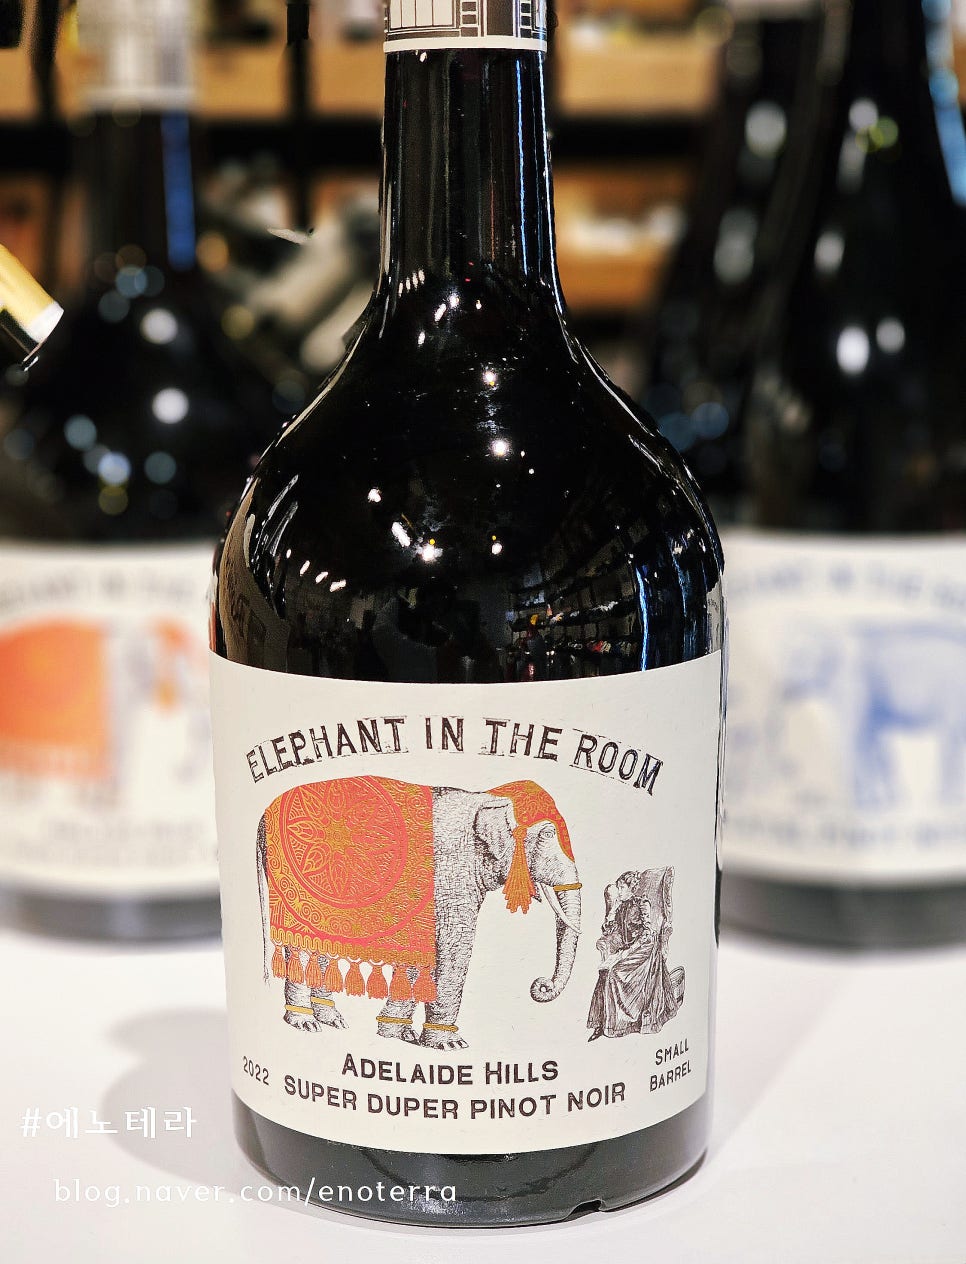 ELEPHANT IN THE ROOM
ADELAIDE HILLS
2022
SUPER DUPER PINOT NOIR
SMALL
BARREL
#에노테라
blog.naver.com/enoterra